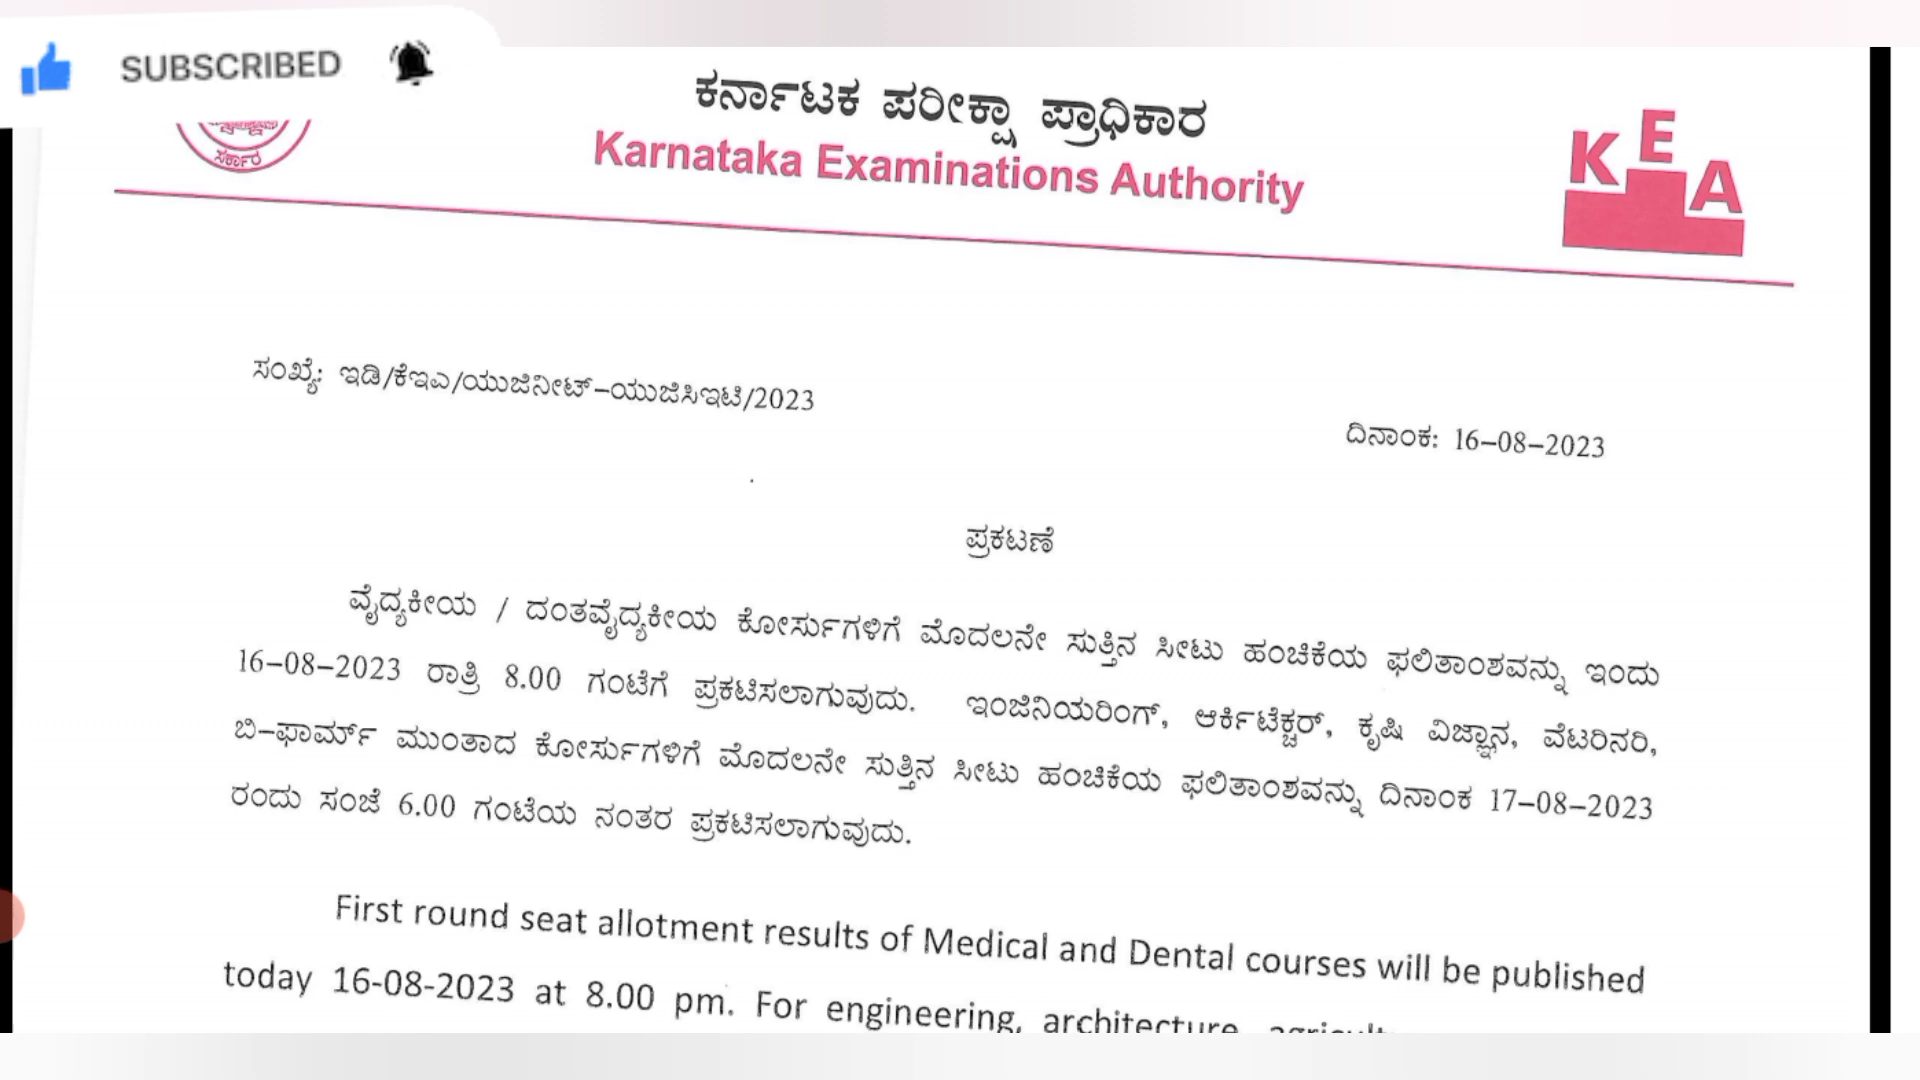 SUBSCRIBED
ಕರ್ನಾಟಕ ಪರೀಕ್ಷಾ ಪ್ರಾಧಿಕಾರ
Karnataka Examinations Authority
KEA
ಸರ್ಕಾರ
ಸಂಖ್ಯೆ: ಇಡಿ/ಕೆಇಎ/ಯುಜಿನೀಟ್-ಯುಜಿಸಿಇಟಿ/2023
ದಿನಾಂಕ: 16-08-2023
ಪ್ರಕಟಣೆ
ವೈದ್ಯಕೀಯ / ದಂತವೈದ್ಯಕೀಯ ಕೋರ್ಸುಗಳಿಗೆ ಮೊದಲನೇ ಸುತ್ತಿನ ಸೀಟು ಹಂಚಿಕೆಯ ಫಲಿತಾಂಶವನ್ನು ಇಂದು
16-08-2023 ರಾತ್ರಿ 8.00 ಗಂಟೆಗೆ ಪ್ರಕಟಿಸಲಾಗುವುದು. ಇಂಜಿನಿಯರಿಂಗ್, ಆರ್ಕಿಟೆಕ್ಚರ್, ಕೃಷಿ ವಿಜ್ಞಾನ, ವೆಟರಿನರಿ,
ಬಿ-ಫಾರ್ಮ್ ಮುಂತಾದ ಕೋರ್ಸುಗಳಿಗೆ ಮೊದಲನೇ ಸುತ್ತಿನ ಸೀಟು ಹಂಚಿಕೆಯ ಫಲಿತಾಂಶವನ್ನು ದಿನಾಂಕ 17-08-2023
ರಂದು ಸಂಜೆ 6.00 ಗಂಟೆಯ ನಂತರ ಪ್ರಕಟಿಸಲಾಗುವುದು.
First round seat allotment results of Medical and Dental courses will be published
today 16-08-2023 at 8.00 pm. For engineering, architecture,